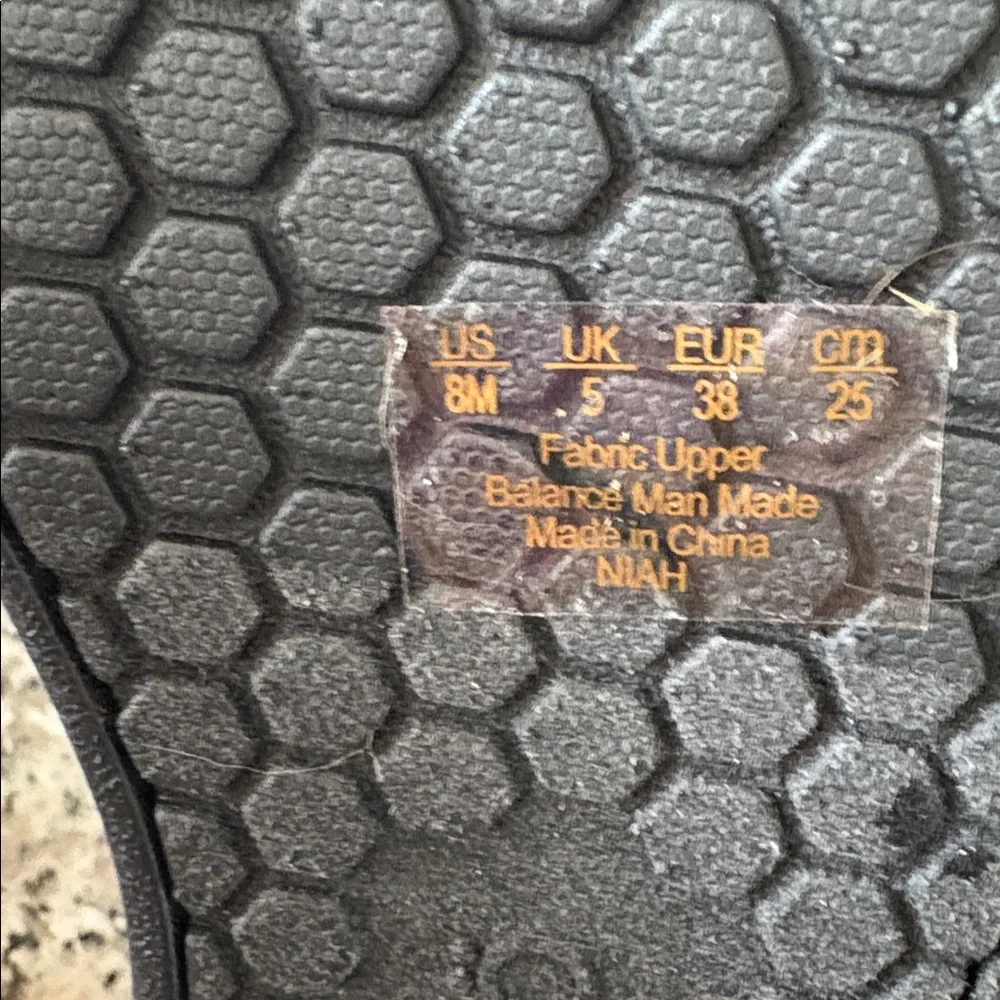 US UK EUR cm
8M 5 38 25
Fabric Upper
Balance Man Made
Made in China
NIAH